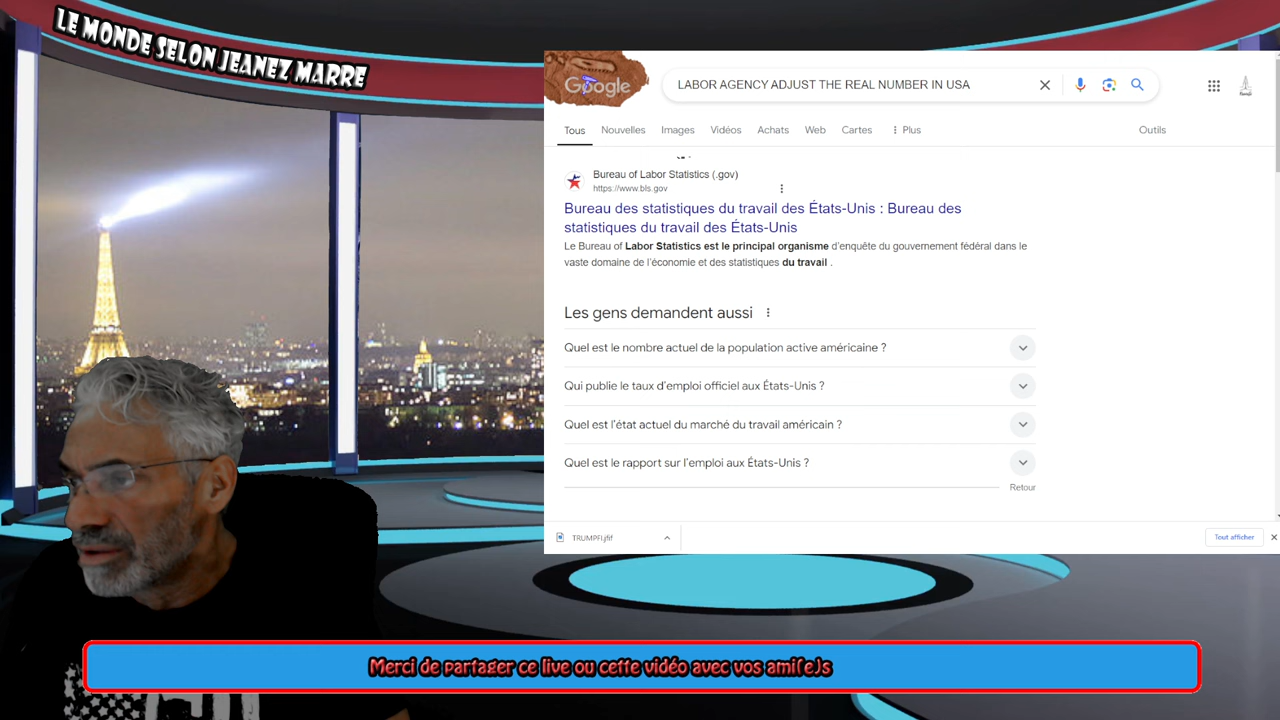 LE MONDE SELON JEANEZ MARRE
Google
LABOR AGENCY ADJUST THE REAL NUMBER IN USA
Tous Nouvelles Images Vidéos Achats Web Cartes Plus Outils
Bureau of Labor Statistics (.gov)
https://www.bls.gov
Bureau des statistiques du travail des États-Unis : Bureau des
statistiques du travail des États-Unis
Le Bureau of Labor Statistics est le principal organisme d'enquête du gouvernement fédéral dans le
vaste domaine de l'économie et des statistiques du travail .
Les gens demandent aussi
Quel est le nombre actuel de la population active américaine ?
Qui publie le taux d'emploi officiel aux États-Unis ?
Quel est l'état actuel du marché du travail américain ?
Quel est le rapport sur l'emploi aux États-Unis ?
Retour
TRUMPFI.jfif
Tout afficher
Merci de partager ce live ou cette vidéo avec vos ami(e)s